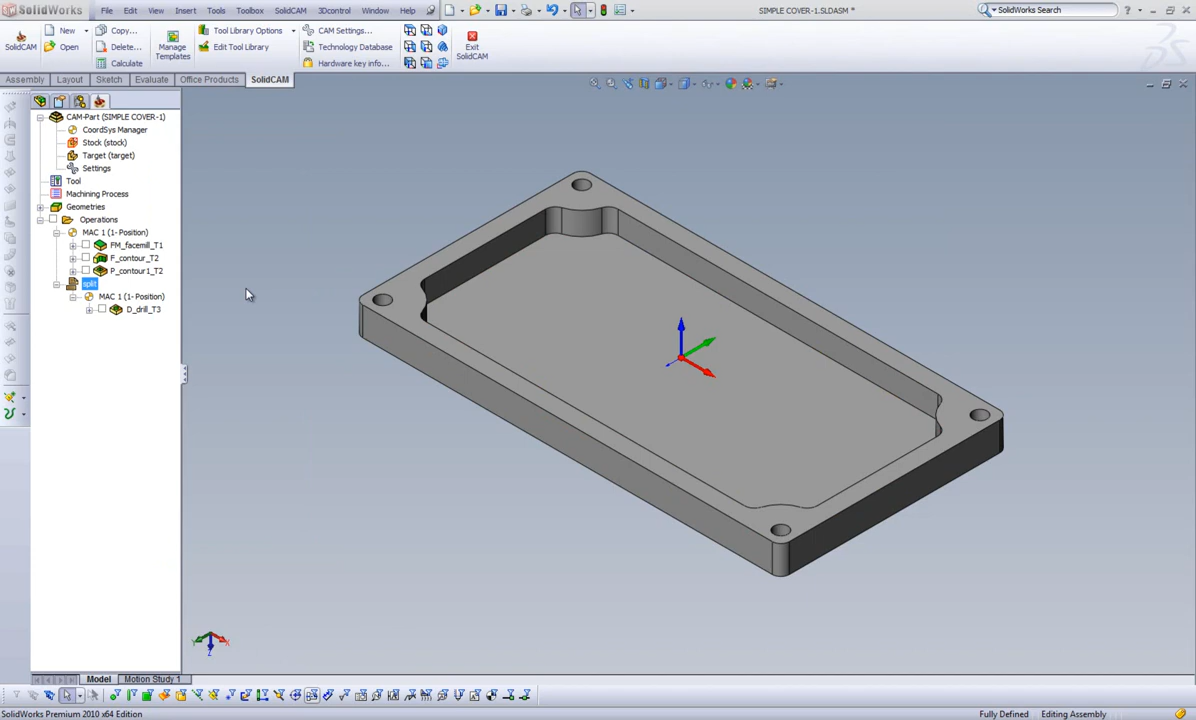 SolidWorks File Edit View Insert Tools Toolbox SolidCAM 3Dcontrol Window Help SIMPLE COVER-1.SLDASM * SolidWorks Search
SolidCAM New Open Copy... Delete... Calculate Manage Templates Tool Library Options Edit Tool Library CAM Settings... Technology Database Hardware key info... Exit SolidCAM
Assembly Layout Sketch Evaluate Office Products SolidCAM
CAM-Part (SIMPLE COVER-1)
CoordSys Manager
Stock (stock)
Target (target)
Settings
Tool
Machining Process
Geometries
Operations
MAC 1 (1- Position)
FM_facemill_T1
F_contour_T2
P_contour1_T2
split
MAC 1 (1- Position)
D_drill_T3
Y X
Z
Model Motion Study 1
SolidWorks Premium 2010 x64 Edition Fully Defined Editing Assembly